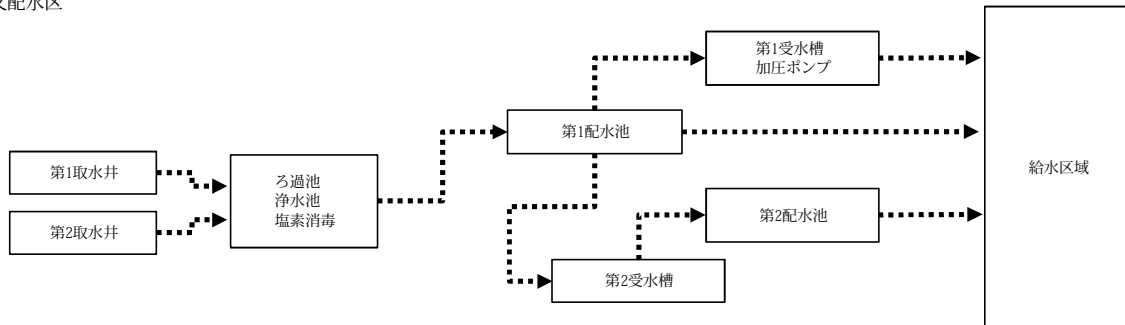 配水区
第1受水槽
加圧ポンプ
第1配水池
第1取水井
ろ過池
浄水池
塩素消毒
給水区域
第2取水井
第2配水池
第2受水槽